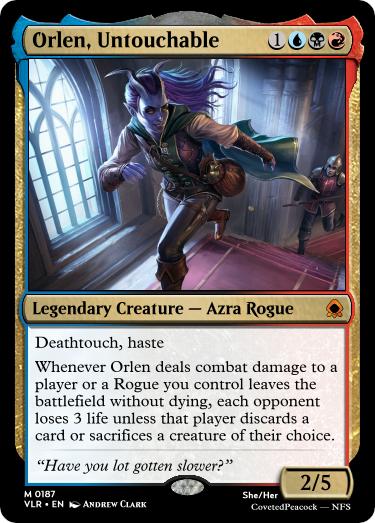 Orlen, Untouchable 1
Legendary Creature — Azra Rogue
Deathtouch, haste
Whenever Orlen deals combat damage to a
player or a Rogue you control leaves the
battlefield without dying, each opponent
loses 3 life unless that player discards a
card or sacrifices a creature of their choice.
“Have you lot gotten slower?”
2/5
M 0187
VLR • EN Andrew Clark
She/Her
CovetedPeacock — NFS